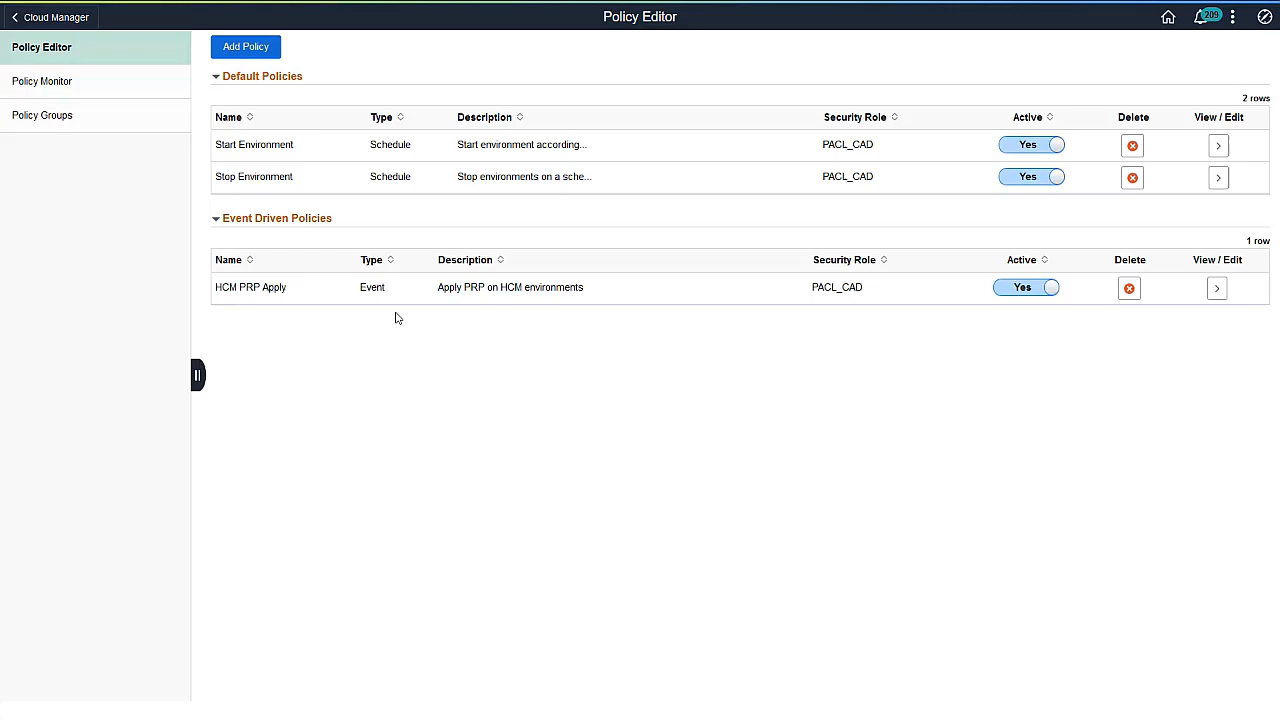 Cloud Manager
Policy Editor
209
Policy Editor
Policy Monitor
Policy Groups
Add Policy
Default Policies
2 rows
Name Type Description Security Role Active Delete View / Edit
Start Environment Schedule Start environment according... PACL_CAD Yes
Stop Environment Schedule Stop environments on a sche... PACL_CAD Yes
Event Driven Policies
1 row
Name Type Description Security Role Active Delete View / Edit
HCM PRP Apply Event Apply PRP on HCM environments PACL_CAD Yes